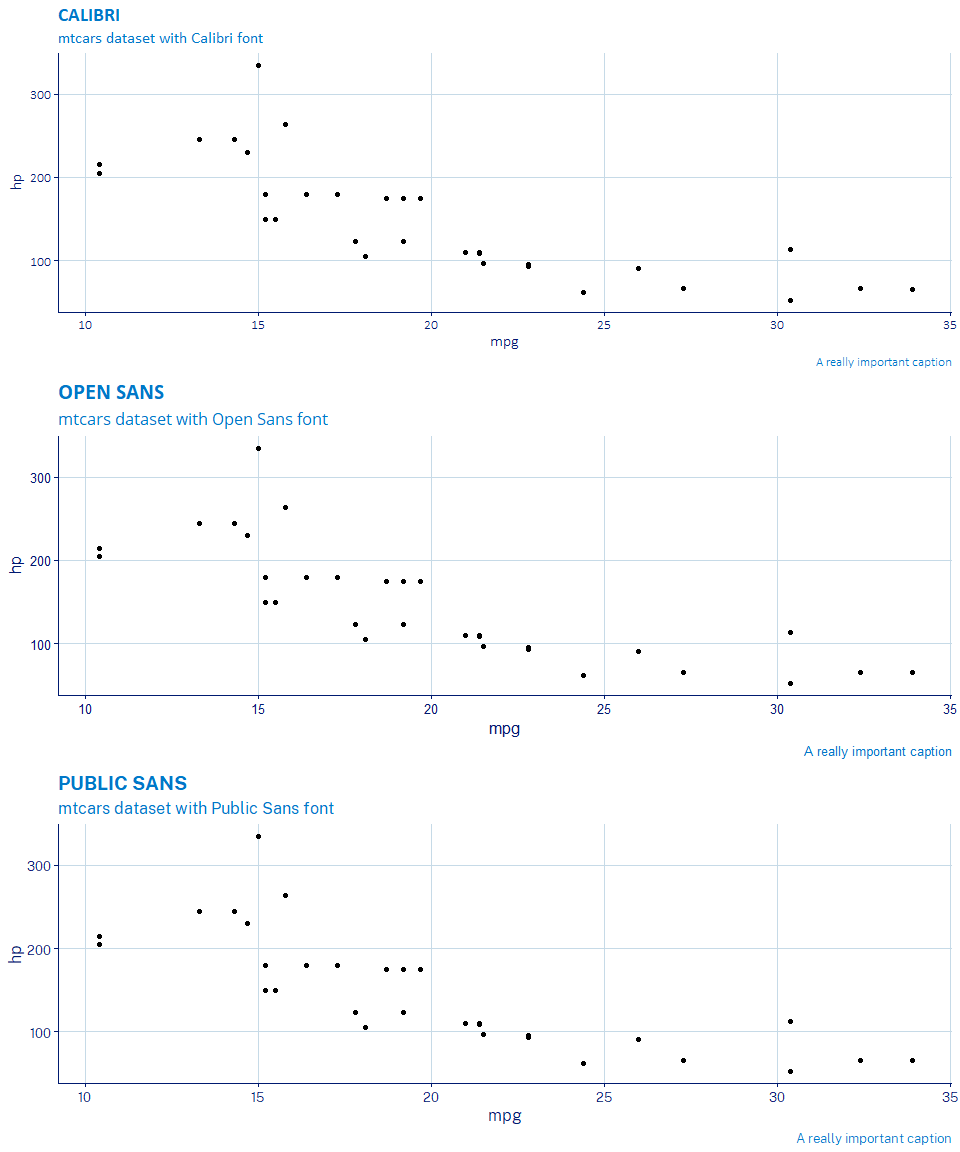 CALIBRI
mtcars dataset with Calibri font
300
200
100
hp
10 15 20 25 30 35
mpg
A really important caption
OPEN SANS
mtcars dataset with Open Sans font
300
200
100
hp
10 15 20 25 30 35
mpg
A really important caption
PUBLIC SANS
mtcars dataset with Public Sans font
300
200
100
hp
10 15 20 25 30 35
mpg
A really important caption